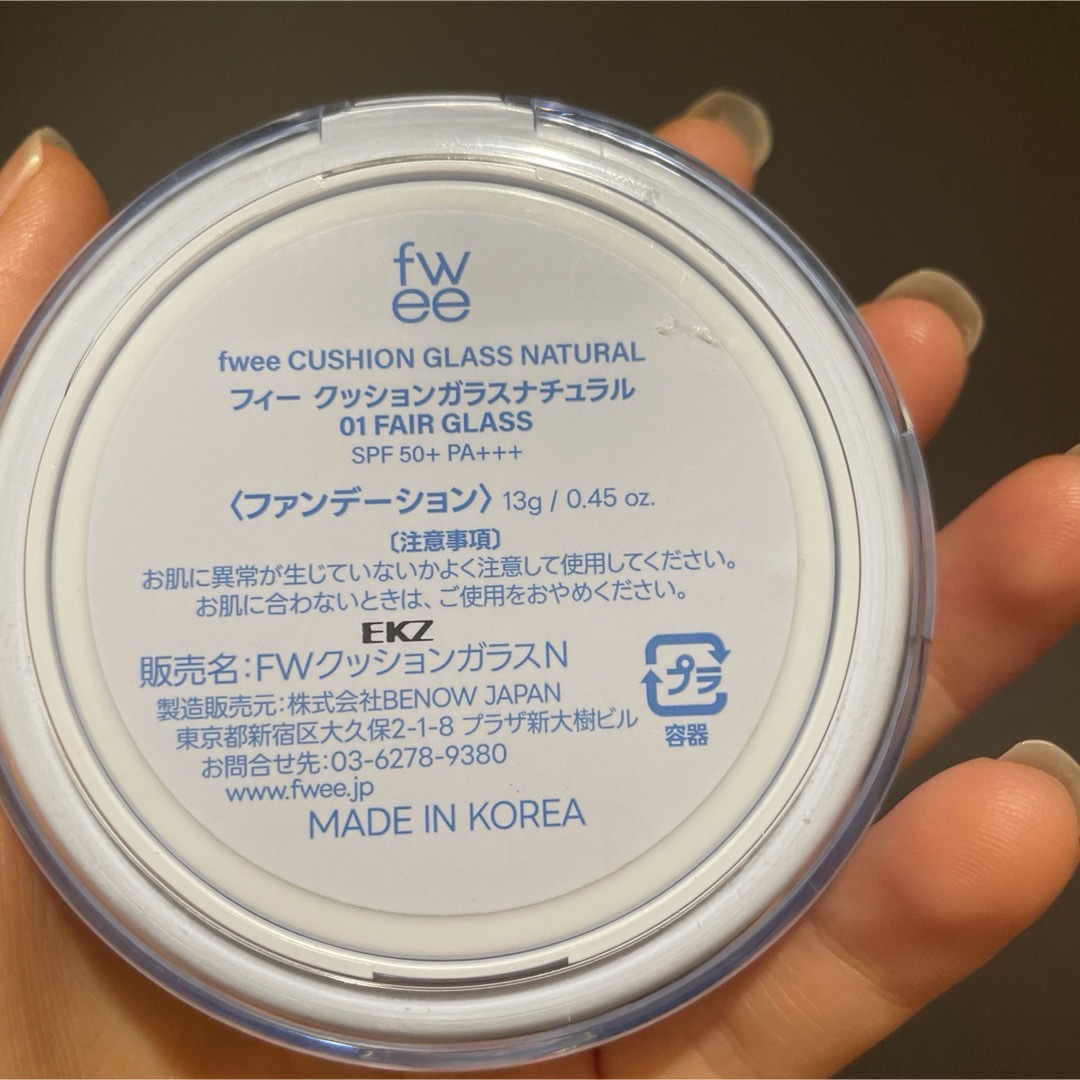 fw
ee
fwee CUSHION GLASS NATURAL
フィー クッションガラスナチュラル
01 FAIR GLASS
SPF 50+ PA+++
〈ファンデーション〉 13g / 0.45 oz.
〔注意事項〕
お肌に異常が生じていないかよく注意して使用してください。
お肌に合わないときは、ご使用をおやめください。
EKZ
販売名:FWクッションガラスN
製造販売元:株式会社BENOW JAPAN
東京都新宿区大久保2-1-8 プラザ新大樹ビル
お問合せ先:03-6278-9380
www.fwee.jp
MADE IN KOREA
プラ
容器